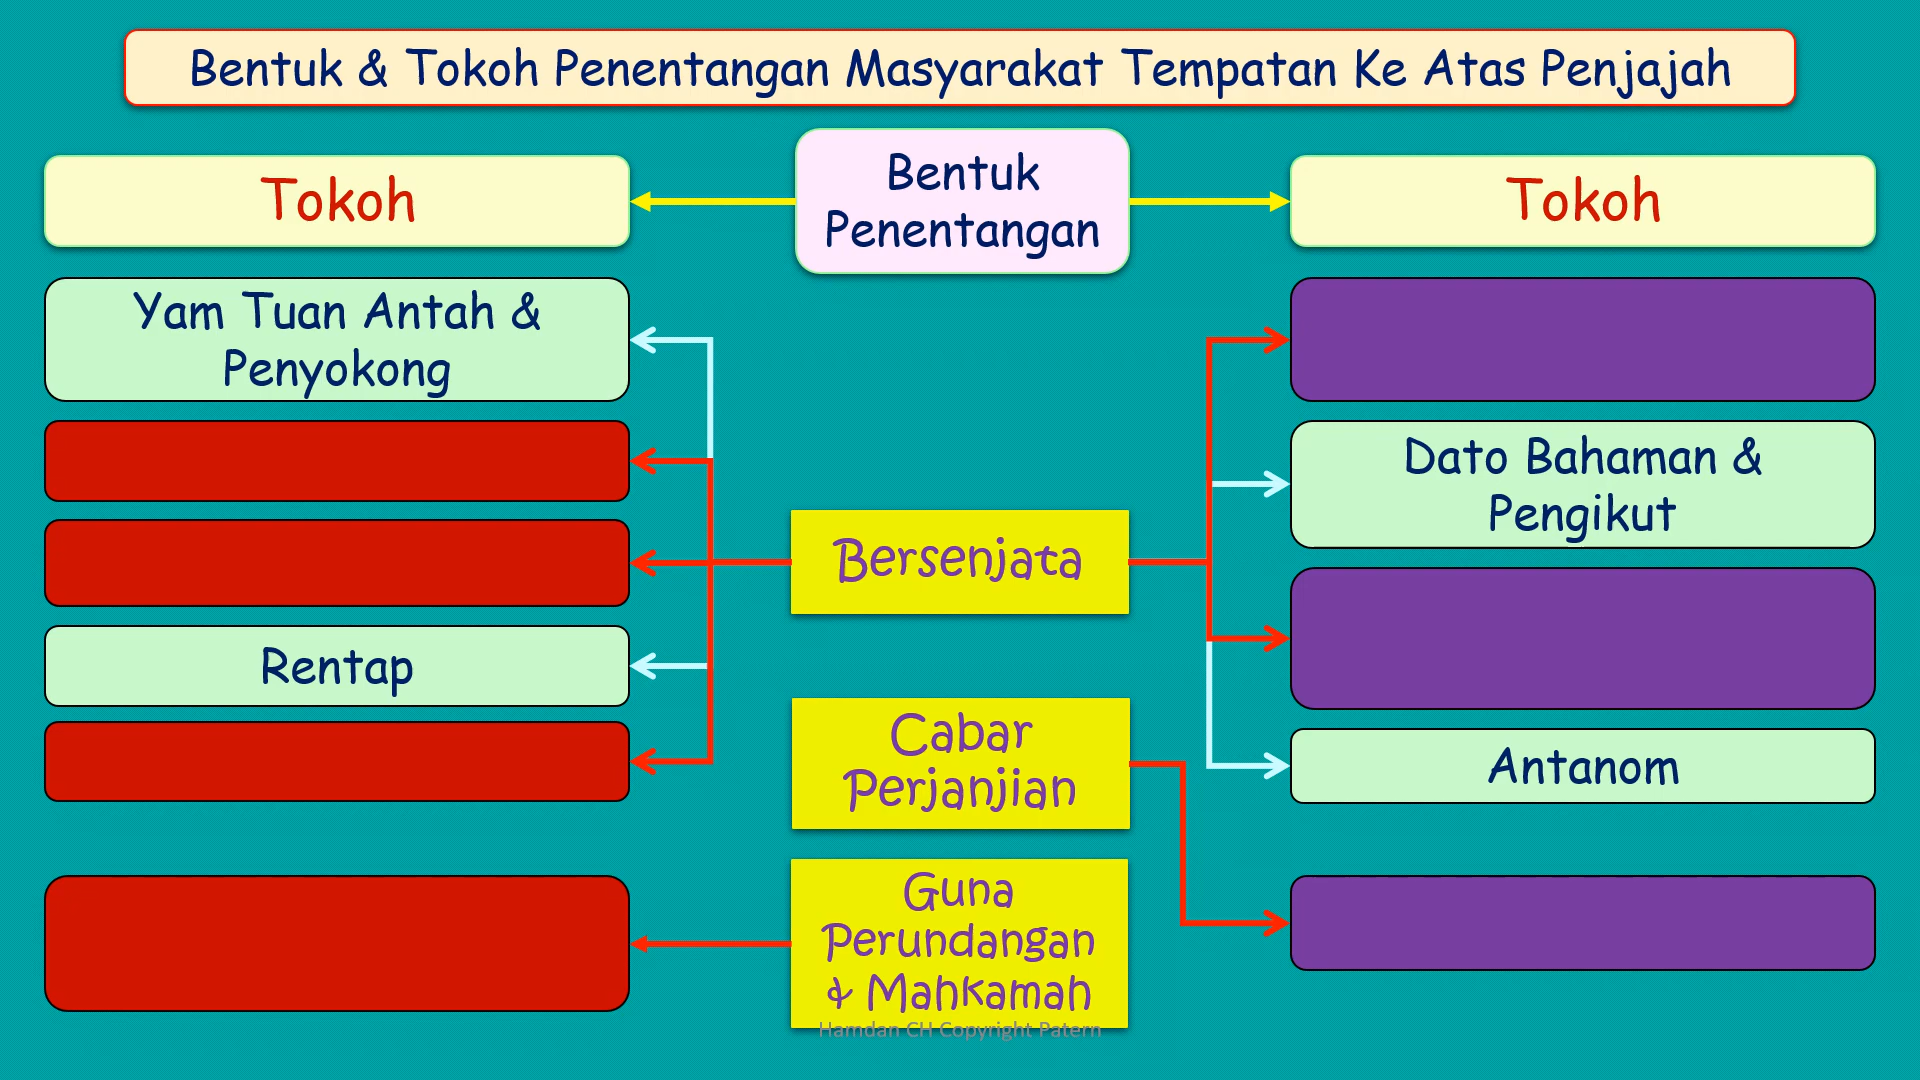 Bentuk & Tokoh Penentangan Masyarakat Tempatan Ke Atas Penjajah
Tokoh
Bentuk
Penentangan
Tokoh
Yam Tuan Antah &
Penyokong
Rentap
Bersenjata
Cabar
Perjanjian
Guna
Perundangan
& Mahkamah
Dato Bahaman &
Pengikut
Antanom
Hamdan CH Copyright Patern